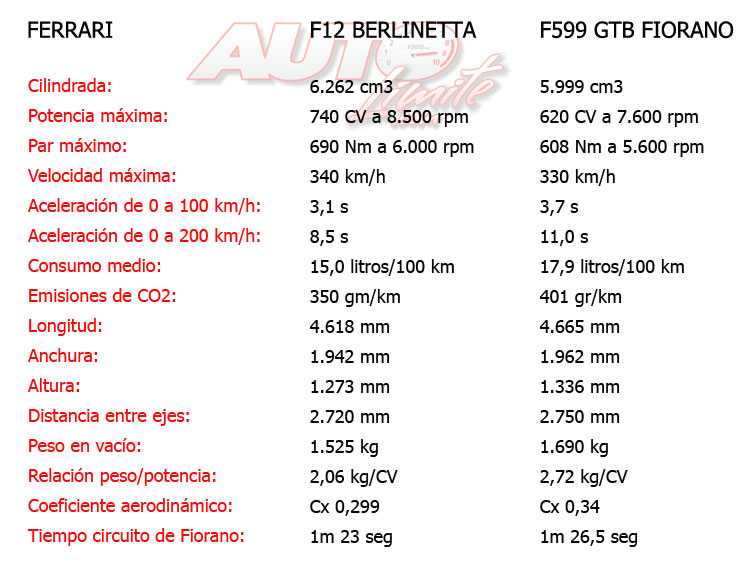 FERRARI F12 BERLINETTA F599 GTB FIORANO
AUTO
Límite
Cilindrada: 6.262 cm3 5.999 cm3
Potencia máxima: 740 CV a 8.500 rpm 620 CV a 7.600 rpm
Par máximo: 690 Nm a 6.000 rpm 608 Nm a 5.600 rpm
Velocidad máxima: 340 km/h 330 km/h
Aceleración de 0 a 100 km/h: 3,1 s 3,7 s
Aceleración de 0 a 200 km/h: 8,5 s 11,0 s
Consumo medio: 15,0 litros/100 km 17,9 litros/100 km
Emisiones de CO2: 350 gm/km 401 gr/km
Longitud: 4.618 mm 4.665 mm
Anchura: 1.942 mm 1.962 mm
Altura: 1.273 mm 1.336 mm
Distancia entre ejes: 2.720 mm 2.750 mm
Peso en vacío: 1.525 kg 1.690 kg
Relación peso/potencia: 2,06 kg/CV 2,72 kg/CV
Coeficiente aerodinámico: Cx 0,299 Cx 0,34
Tiempo circuito de Fiorano: 1m 23 seg 1m 26,5 seg